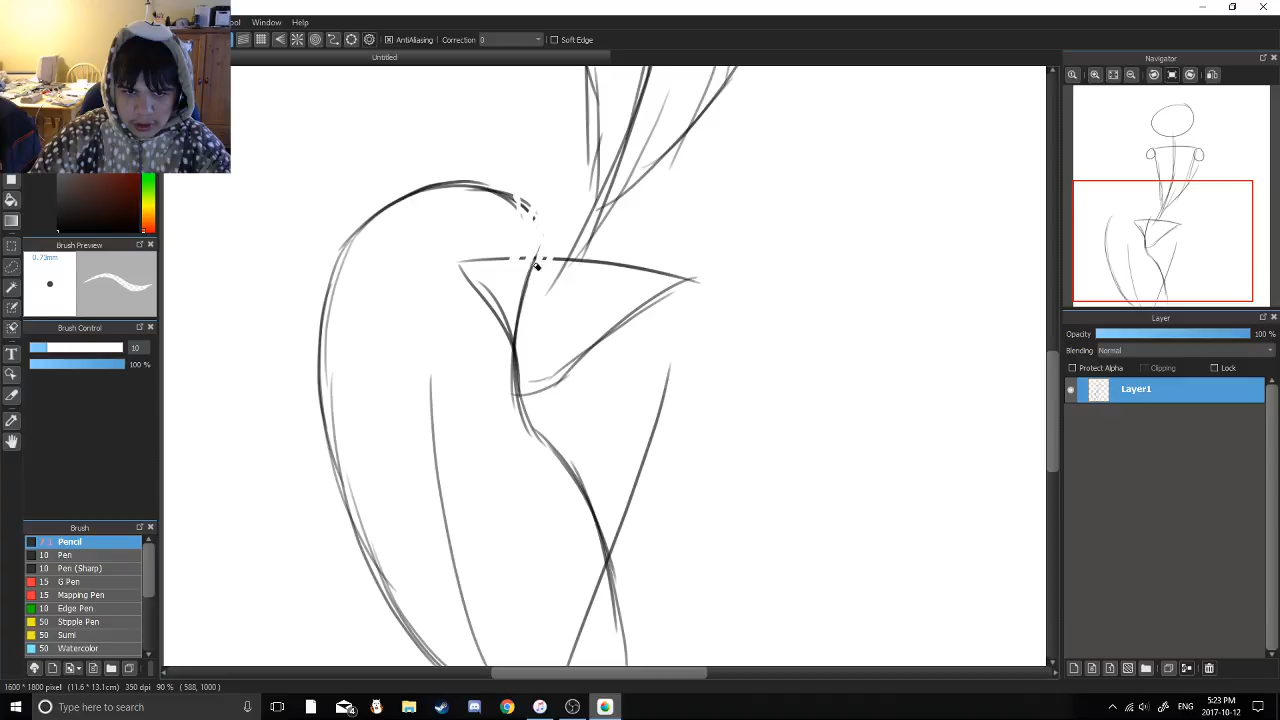 ool Window Help
AntiAliasing Correction 0 Soft Edge
Untitled
Navigator
Brush Preview
0.73mm
Brush Control
10
100 %
Brush
Pencil
10 Pen
10 Pen (Sharp)
15 G Pen
15 Mapping Pen
10 Edge Pen
50 Stipple Pen
50 Sumi
50 Watercolor
Layer
Opacity 100 %
Blending Normal
Protect Alpha Clipping Lock
Layer1
1600 * 1800 pixel (11.6 * 13.1cm) 350 dpi 90 % ( 588, 1000 )
Type here to search
5:23 PM
2017-10-12